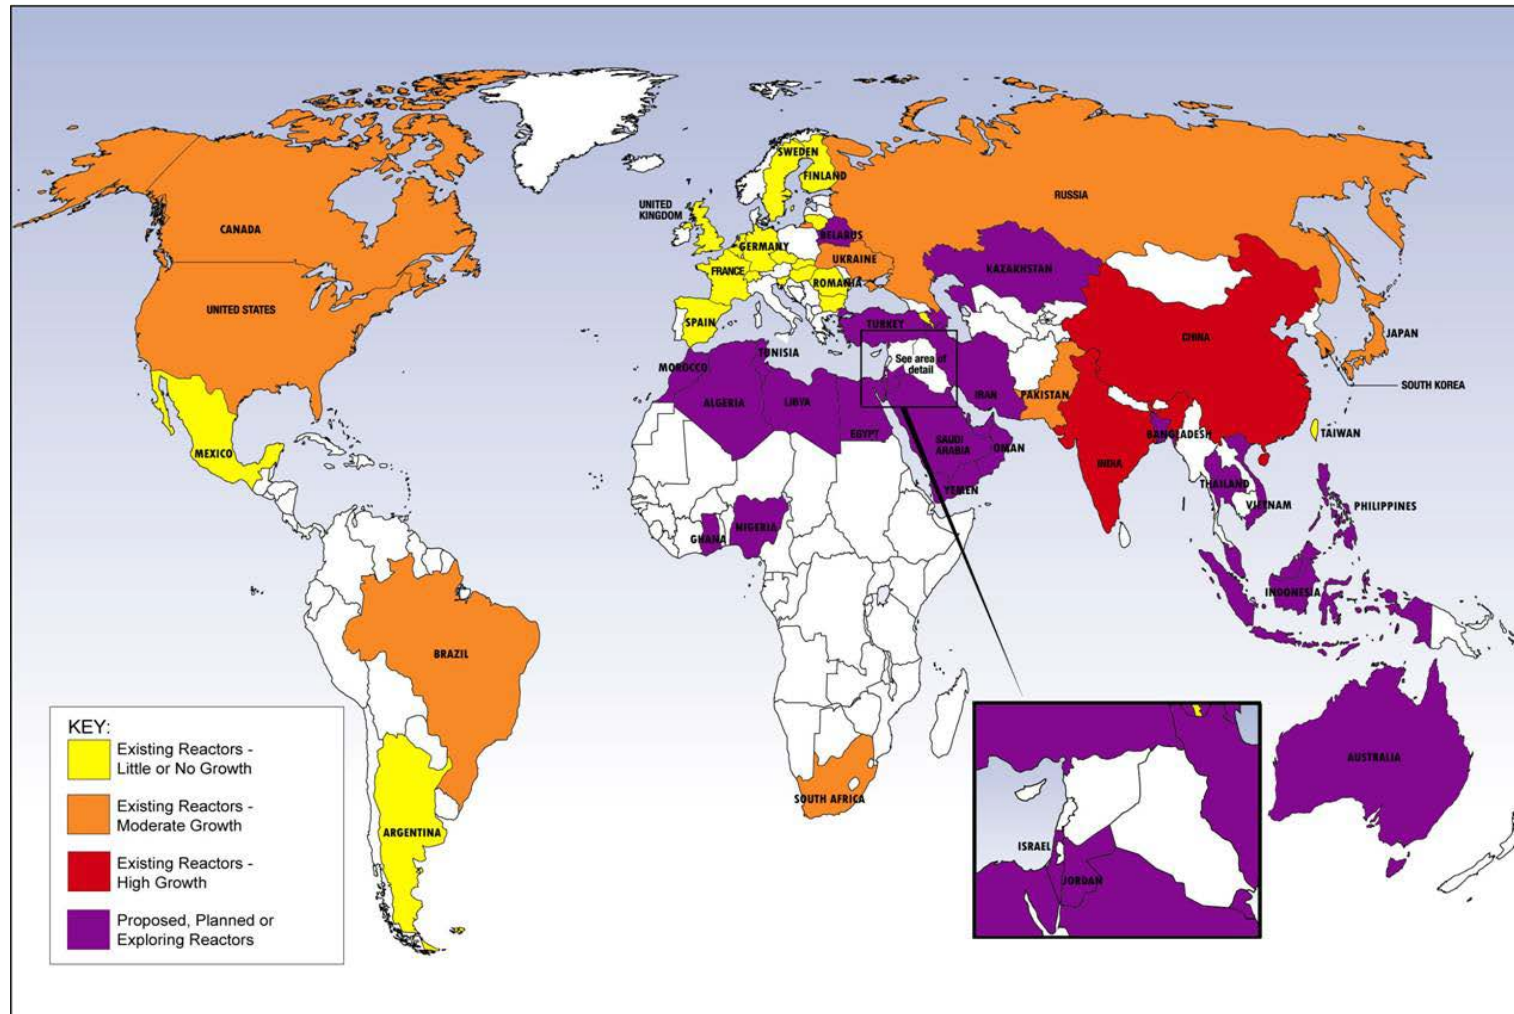 SWEDEN
FINLAND
UNITED
KINGDOM
RUSSIA
CANADA
GERMANY
BELARUS
UKRAINE
FRANCE
KAZAKHSTAN
ROMANIA
UNITED STATES
SPAIN
TURKEY
CHINA
JAPAN
TUNISIA
See area of
detail
MOROCCO
SOUTH KOREA
IRAN
PAKISTAN
ALGERIA
LIBYA
EGYPT
BANGLADESH
TAIWAN
SAUDI
ARABIA
OMAN
MEXICO
INDIA
YEMEN
THAILAND
VIETNAM
PHILIPPINES
NIGERIA
GHANA
INDONESIA
BRAZIL
AUSTRALIA
SOUTH AFRICA
ARGENTINA
ISRAEL
JORDAN
KEY:
Existing Reactors -
Little or No Growth
Existing Reactors -
Moderate Growth
Existing Reactors -
High Growth
Proposed, Planned or
Exploring Reactors